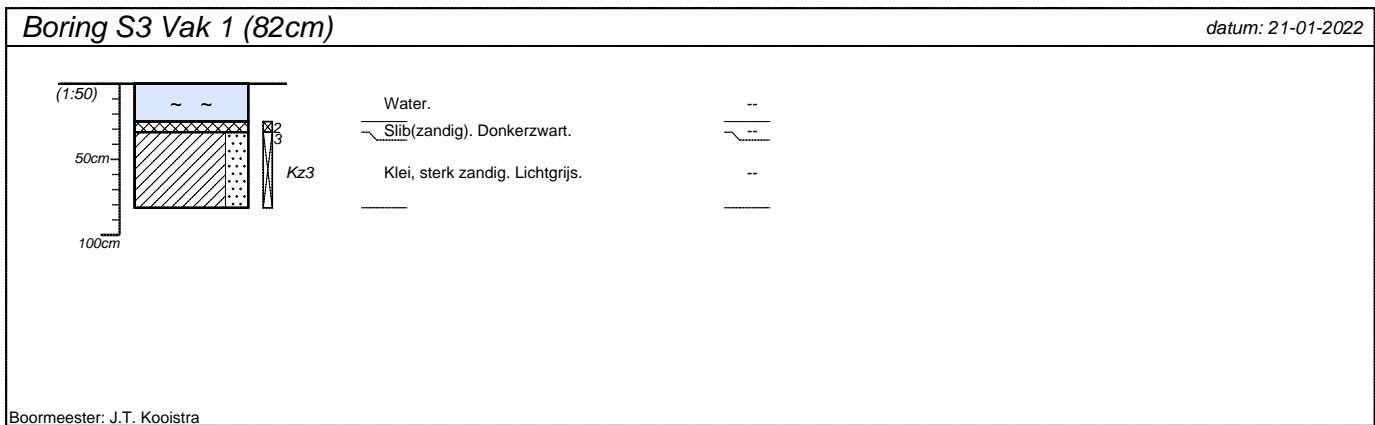 Boring S3 Vak 1 (82cm)
datum: 21-01-2022
(1:50)
~ ~
Water.
--
2
Slib(zandig). Donkerzwart.
--
3
50cm
Kz3
Klei, sterk zandig. Lichtgrijs.
--
100cm
Boormeester: J.T. Kooistra